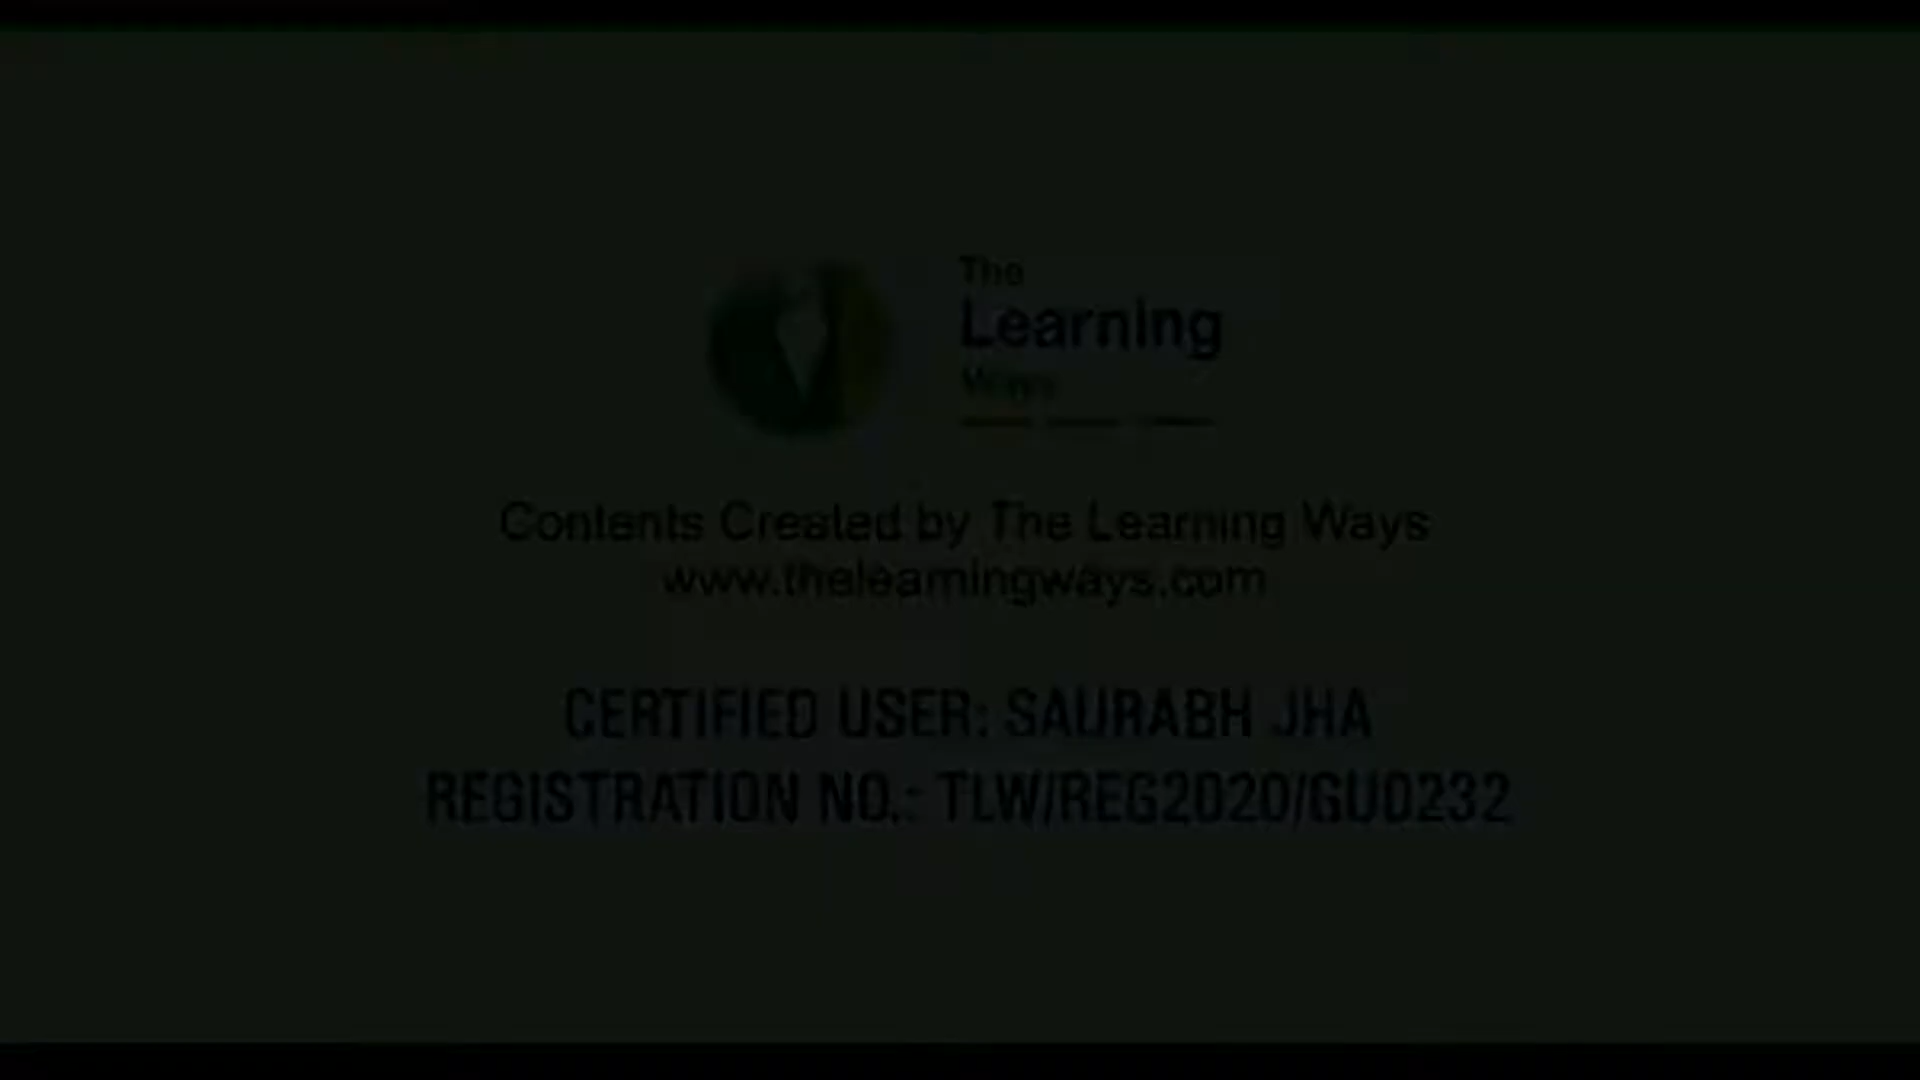 The
Learning
Ways
Contents Created by The Learning Ways
www.thelearningways.com
CERTIFIED USER: SAURABH JHA
REGISTRATION NO.: TLW/REG2020/GU0232